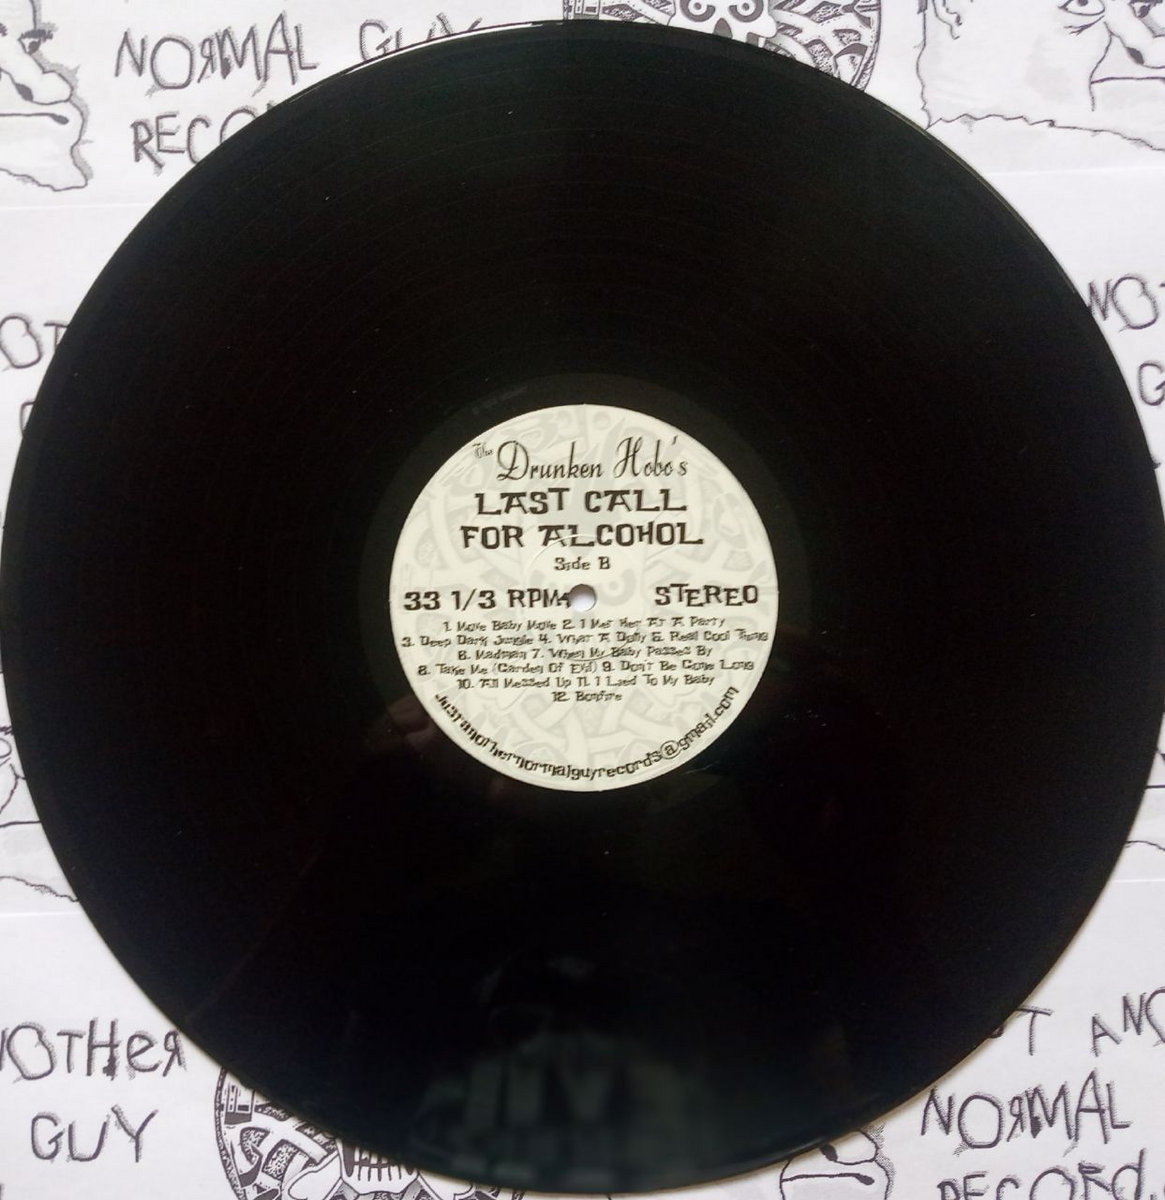 NORMAL GUY
RECO
The Drunken Hobo's
LAST CALL
FOR ALCOHOL
Side B
33 1/3 RPM STEREO
1. Move Baby Move 2. I Met Her At A Party
3. Deep Dark Jungle 4. What A Dolly 5. Real Cool Thing
6. Madman 7. When My Baby Passes By
8. Take Me (Garden Of Evil) 9. Don't Be Gone Long
10. All Messed Up 11. I Lied To My Baby
12. Bonfire
justanothernormalguyrecords@gmail.com
NOTHER
GUY
T ANO
NORMAL
RECORD